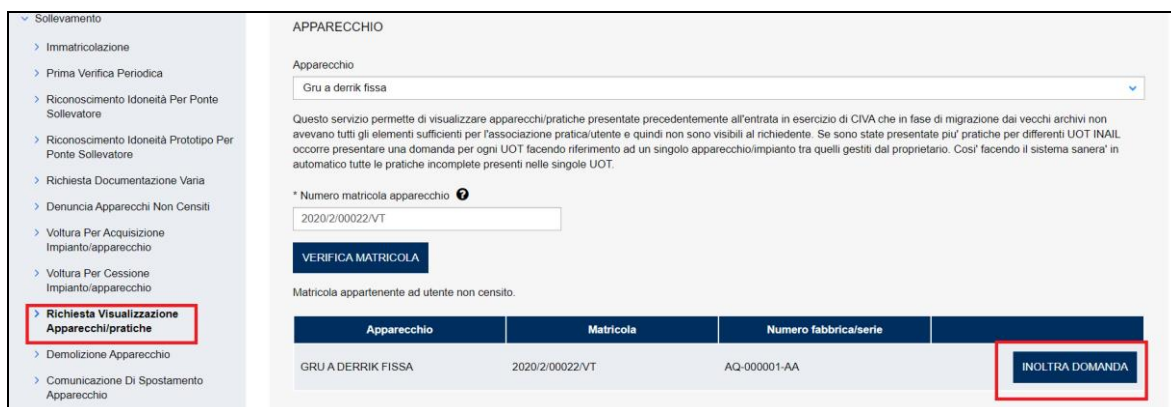 Sollevamento
Immatricolazione
Prima Verifica Periodica
Riconoscimento Idoneità Per Ponte
Sollevatore
Riconoscimento Idoneità Prototipo Per
Ponte Sollevatore
Richiesta Documentazione Varia
Denuncia Apparecchi Non Censiti
Voltura Per Acquisizione
Impianto/apparecchio
Voltura Per Cessione
Impianto/apparecchio
Richiesta Visualizzazione
Apparecchi/pratiche
Demolizione Apparecchio
Comunicazione Di Spostamento
Apparecchio
APPARECCHIO
Apparecchio
Gru a derrik fissa
Questo servizio permette di visualizzare apparecchi/pratiche presentate precedentemente all'entrata in esercizio di CIVA che in fase di migrazione dai vecchi archivi non
avevano tutti gli elementi sufficienti per l'associazione pratica/utente e quindi non sono visibili al richiedente. Se sono state presentate piu' pratiche per differenti UOT INAIL
occorre presentare una domanda per ogni UOT facendo riferimento ad un singolo apparecchio/impianto tra quelli gestiti dal proprietario. Cosi' facendo il sistema sanera' in
automatico tutte le pratiche incomplete presenti nelle singole UOT.
* Numero matricola apparecchio ?
2020/2/00022/VT
VERIFICA MATRICOLA
Matricola appartenente ad utente non censito.
Apparecchio Matricola Numero fabbrica/serie
GRU A DERRIK FISSA 2020/2/00022/VT AQ-000001-AA INOLTRA DOMANDA